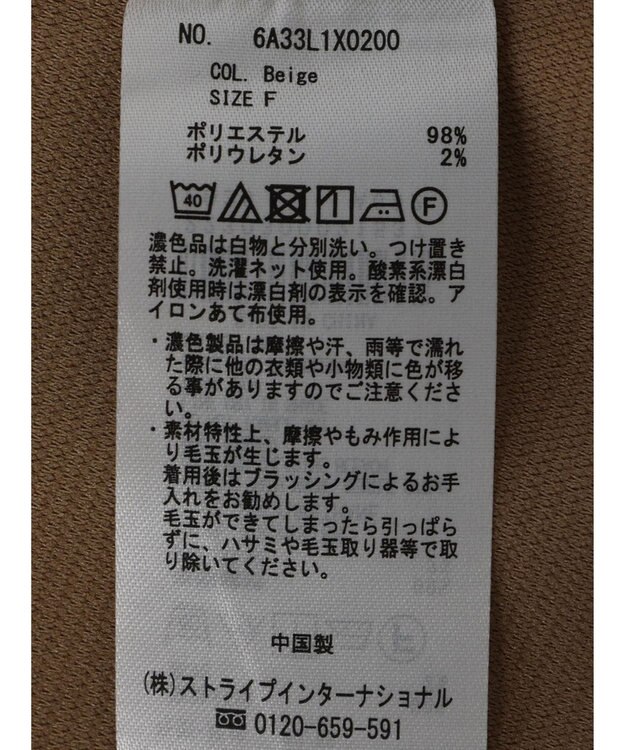 NO. 6A33L1X0200
COL. Beige
SIZE F
ポリエステル 98%
ポリウレタン 2%
40 F
濃色品は白物と分別洗い。つけ置き
禁止。洗濯ネット使用。酸素系漂白
剤使用時は漂白剤の表示を確認。ア
イロンあて布使用。
・濃色製品は摩擦や汗、雨等で濡れ
た際に他の衣類や小物類に色が移
る事がありますのでご注意くださ
い。
・素材特性上、摩擦やもみ作用によ
り毛玉が生じます。
着用後はブラッシングによるお手
入れをお勧めします。
毛玉ができてしまったら引っぱら
ずに、ハサミや毛玉取り器等で取
り除いてください。
中国製
(株)ストライプインターナショナル
0120-659-591